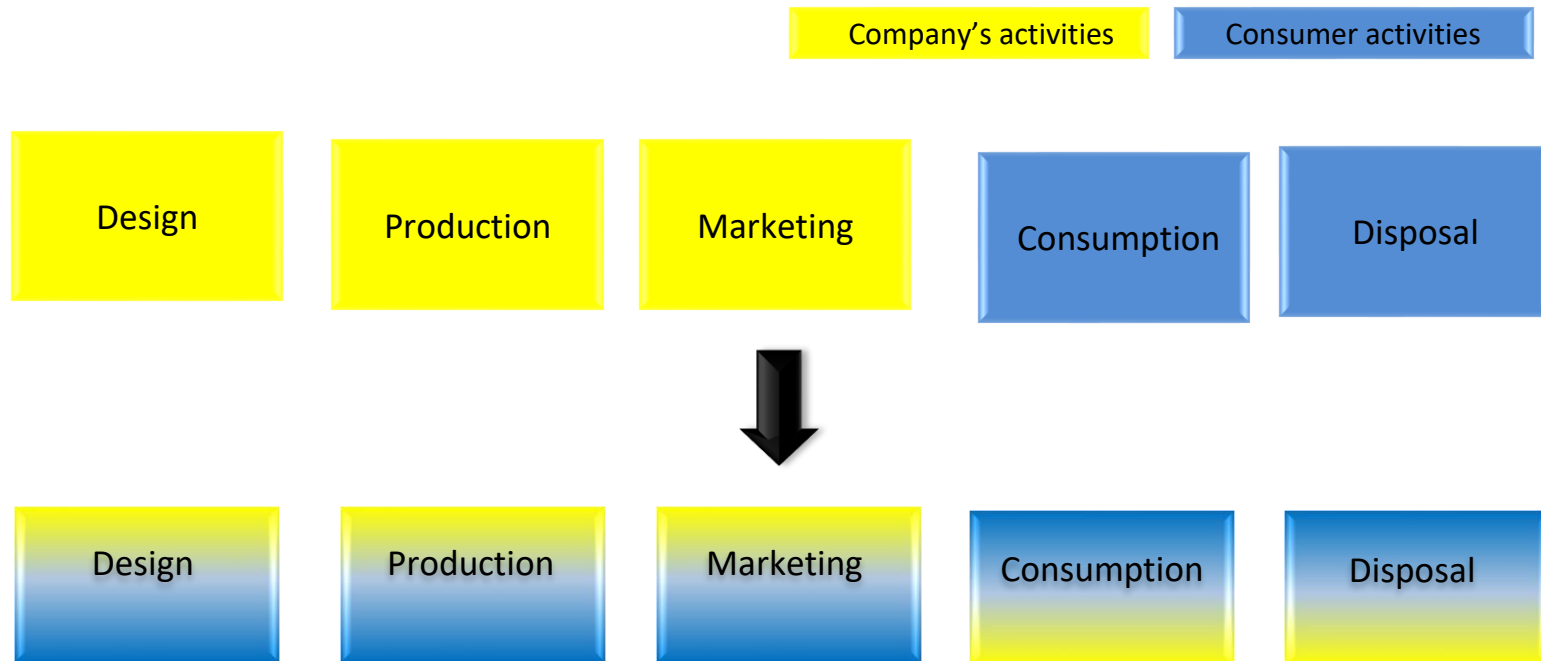 Company’s activities
Consumer activities
Design
Production
Marketing
Consumption
Disposal
Design
Production
Marketing
Consumption
Disposal